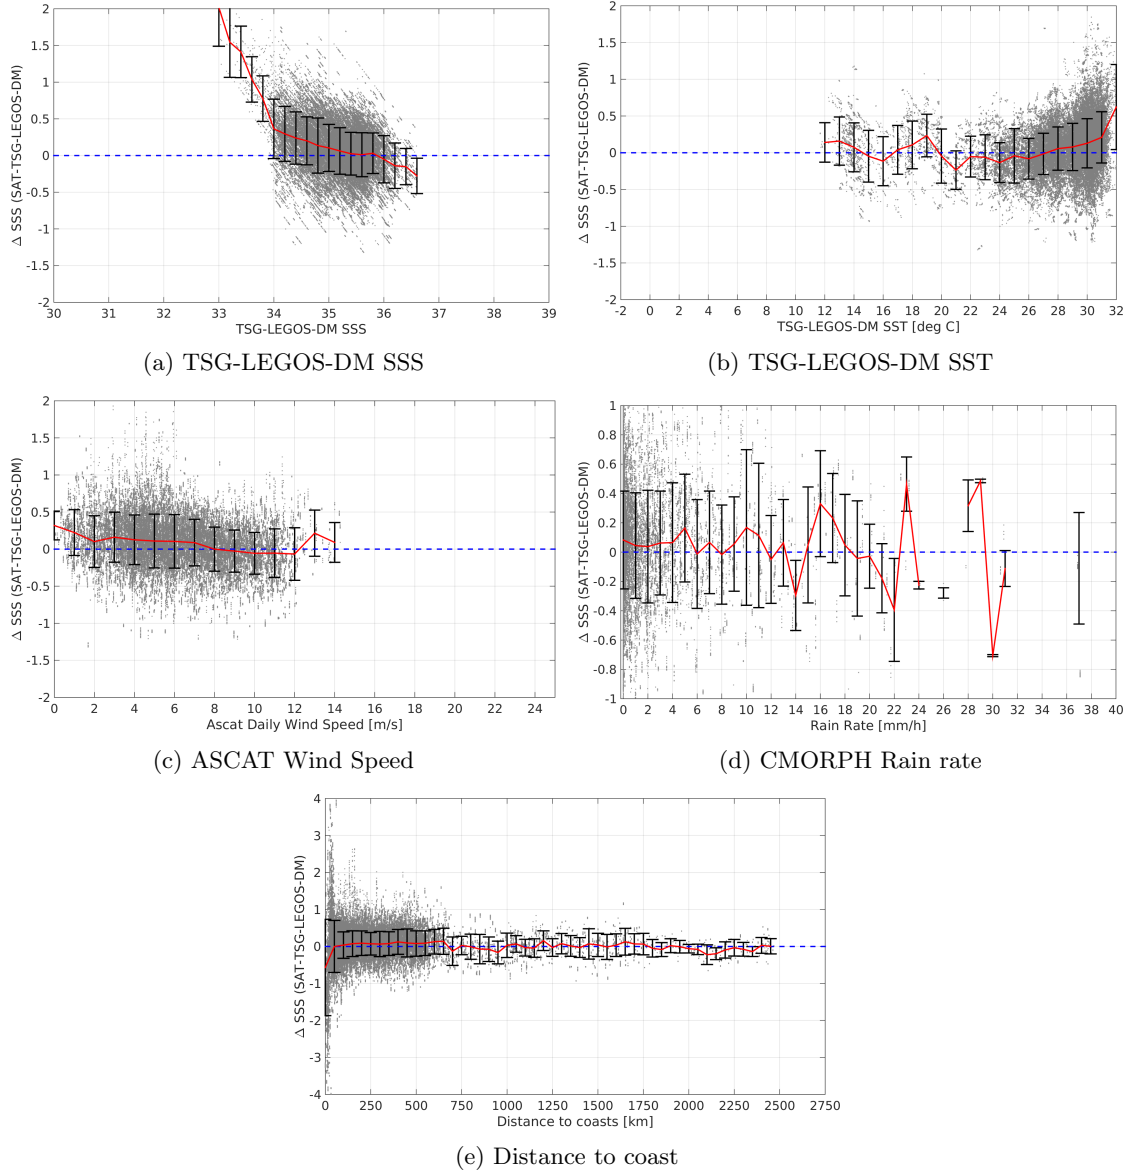 2
1.5
1
0.5
0
-0.5
-1
-1.5
-2
Δ SSS (SAT-TSG-LEGOS-DM)
30 31 32 33 34 35 36 37 38 39
TSG-LEGOS-DM SSS
(a) TSG-LEGOS-DM SSS
2
1.5
1
0.5
0
-0.5
-1
-1.5
-2
Δ SSS (SAT-TSG-LEGOS-DM)
-2 0 2 4 6 8 10 12 14 16 18 20 22 24 26 28 30 32
TSG-LEGOS-DM SST [deg C]
(b) TSG-LEGOS-DM SST
2
1.5
1
0.5
0
-0.5
-1
-1.5
-2
Δ SSS (SAT-TSG-LEGOS-DM)
0 2 4 6 8 10 12 14 16 18 20 22 24
Ascat Daily Wind Speed [m/s]
(c) ASCAT Wind Speed
1
0.8
0.6
0.4
0.2
0
-0.2
-0.4
-0.6
-0.8
-1
Δ SSS (SAT-TSG-LEGOS-DM)
0 2 4 6 8 10 12 14 16 18 20 22 24 26 28 30 32 34 36 38 40
Rain Rate [mm/h]
(d) CMORPH Rain rate
4
3
2
1
0
-1
-2
-3
-4
Δ SSS (SAT-TSG-LEGOS-DM)
0 250 500 750 1000 1250 1500 1750 2000 2250 2500 2750
Distance to coasts [km]
(e) Distance to coast